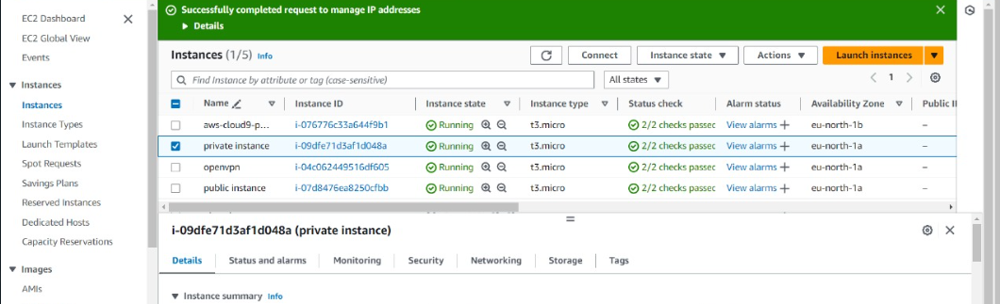 EC2 Dashboard
EC2 Global View
Events
Instances
Instances
Instance Types
Launch Templates
Spot Requests
Savings Plans
Reserved Instances
Dedicated Hosts
Capacity Reservations
Images
AMIs
Successfully completed request to manage IP addresses
Details
Instances (1/5) Info
Connect Instance state Actions Launch instances
Find Instance by attribute or tag (case-sensitive) All states 1
Name Instance ID Instance state Instance type Status check Alarm status Availability Zone Public
aws-cloud9-p... i-076776c33a644f9b1 Running t3.micro 2/2 checks passec View alarms + eu-north-1b –
private instance i-09dfe71d3af1d048a Running t3.micro 2/2 checks passec View alarms + eu-north-1a –
openvpn i-04c062449516df605 Running t3.micro 2/2 checks passec View alarms + eu-north-1a –
public instance i-07d8476ea8250cfbb Running t3.micro 2/2 checks passec View alarms + eu-north-1a –
i-09dfe71d3af1d048a (private instance)
Details Status and alarms Monitoring Security Networking Storage Tags
Instance summary Info